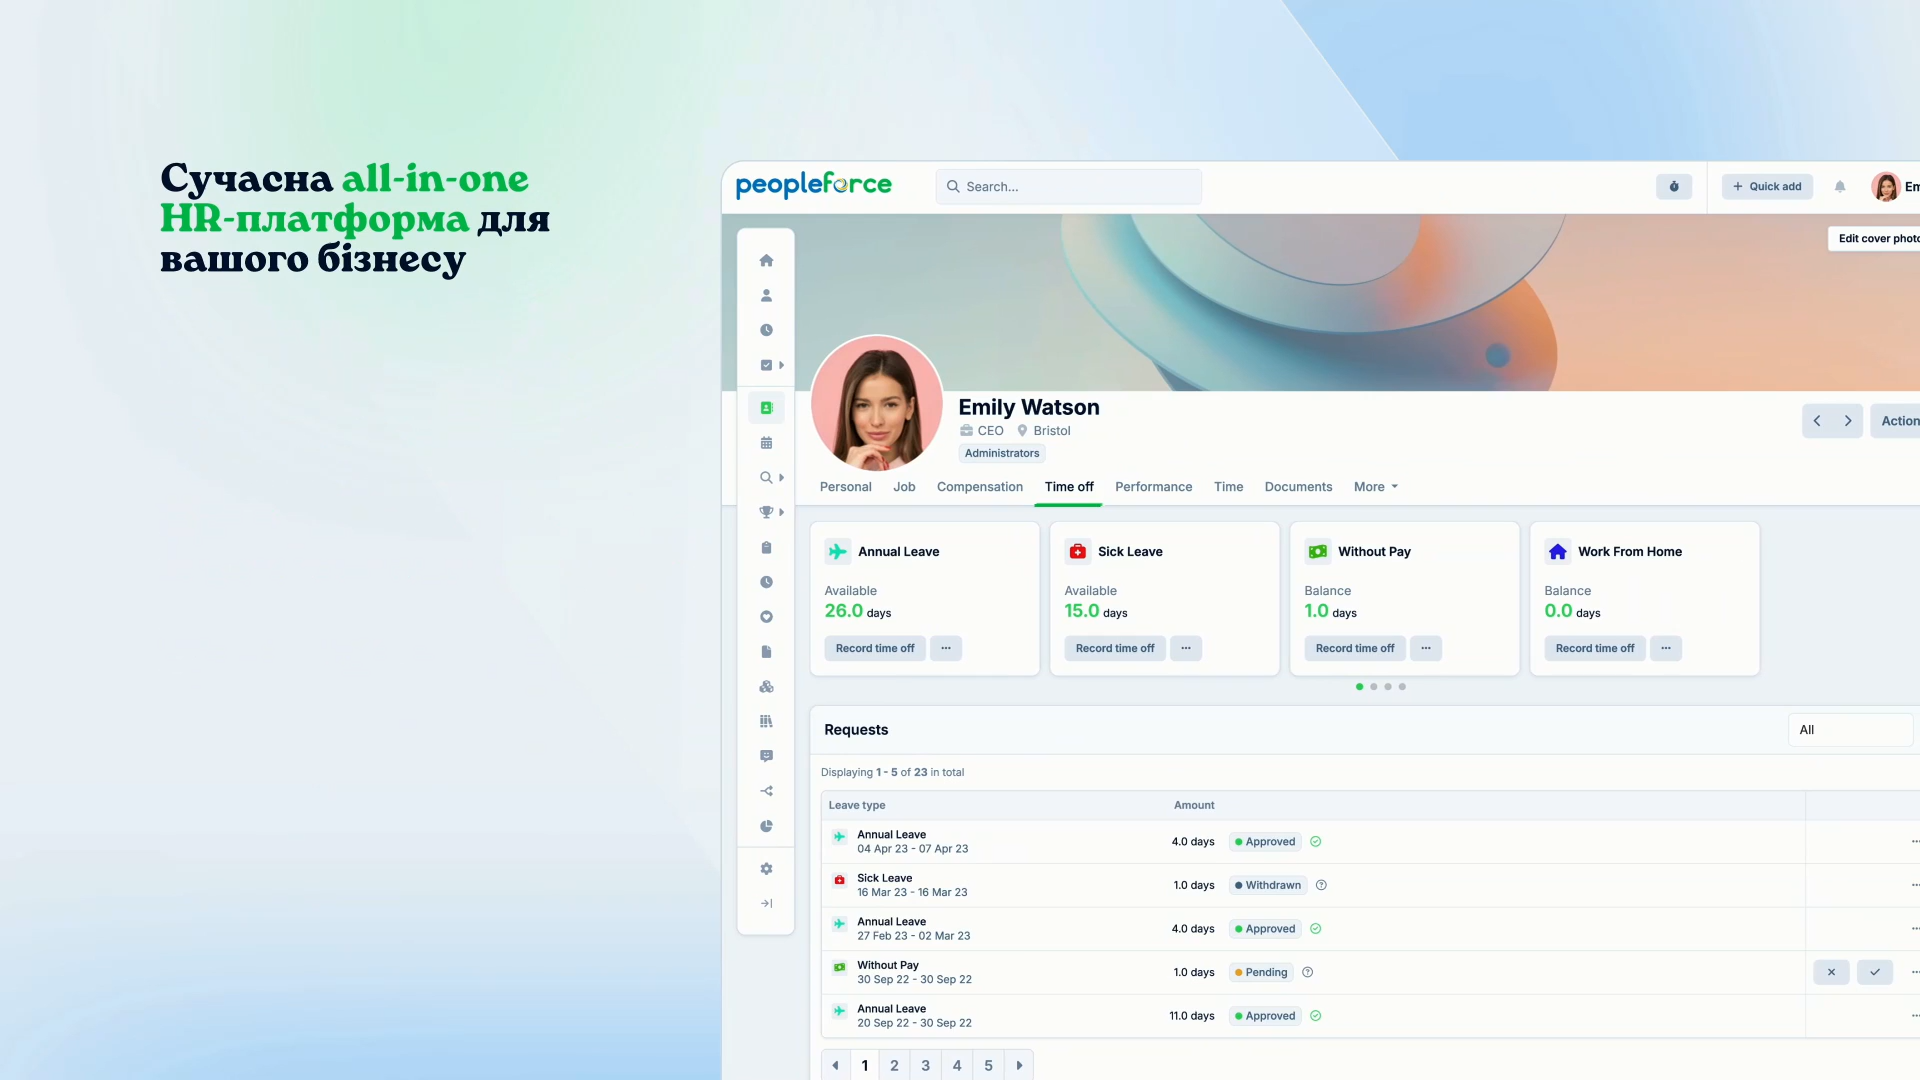 Сучасна all-in-one
HR-платформа для
вашого бізнесу
peopleforce
Search...
Quick add
Edit cover photo
Emily Watson
CEO Bristol
Administrators
Personal Job Compensation Time off Performance Time Documents More
Annual Leave
Available
26.0 days
Record time off ...
Sick Leave
Available
15.0 days
Record time off ...
Without Pay
Balance
1.0 days
Record time off ...
Work From Home
Balance
0.0 days
Record time off ...
Requests
All
Displaying 1 - 5 of 23 in total
Leave type Amount
Annual Leave
04 Apr 23 - 07 Apr 23
4.0 days Approved
Sick Leave
16 Mar 23 - 16 Mar 23
1.0 days Withdrawn
Annual Leave
27 Feb 23 - 02 Mar 23
4.0 days Approved
Without Pay
30 Sep 22 - 30 Sep 22
1.0 days Pending
Annual Leave
20 Sep 22 - 30 Sep 22
11.0 days Approved
1 2 3 4 5